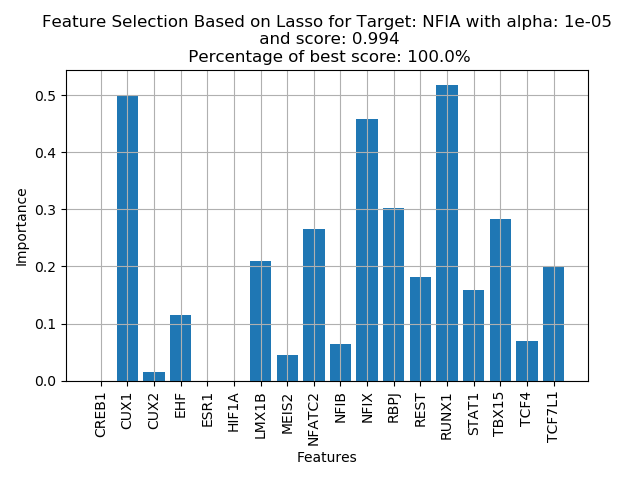 Feature Selection Based on Lasso for Target: NFIA with alpha: 1e-05
and score: 0.994
Percentage of best score: 100.0%
0.5
0.4
0.3
0.2
0.1
0.0
Importance
CREB1
CUX1
CUX2
EHF
ESR1
HIF1A
LMX1B
MEIS2
NFATC2
NFIB
NFIX
RBPJ
REST
RUNX1
STAT1
TBX15
TCF4
TCF7L1
Features